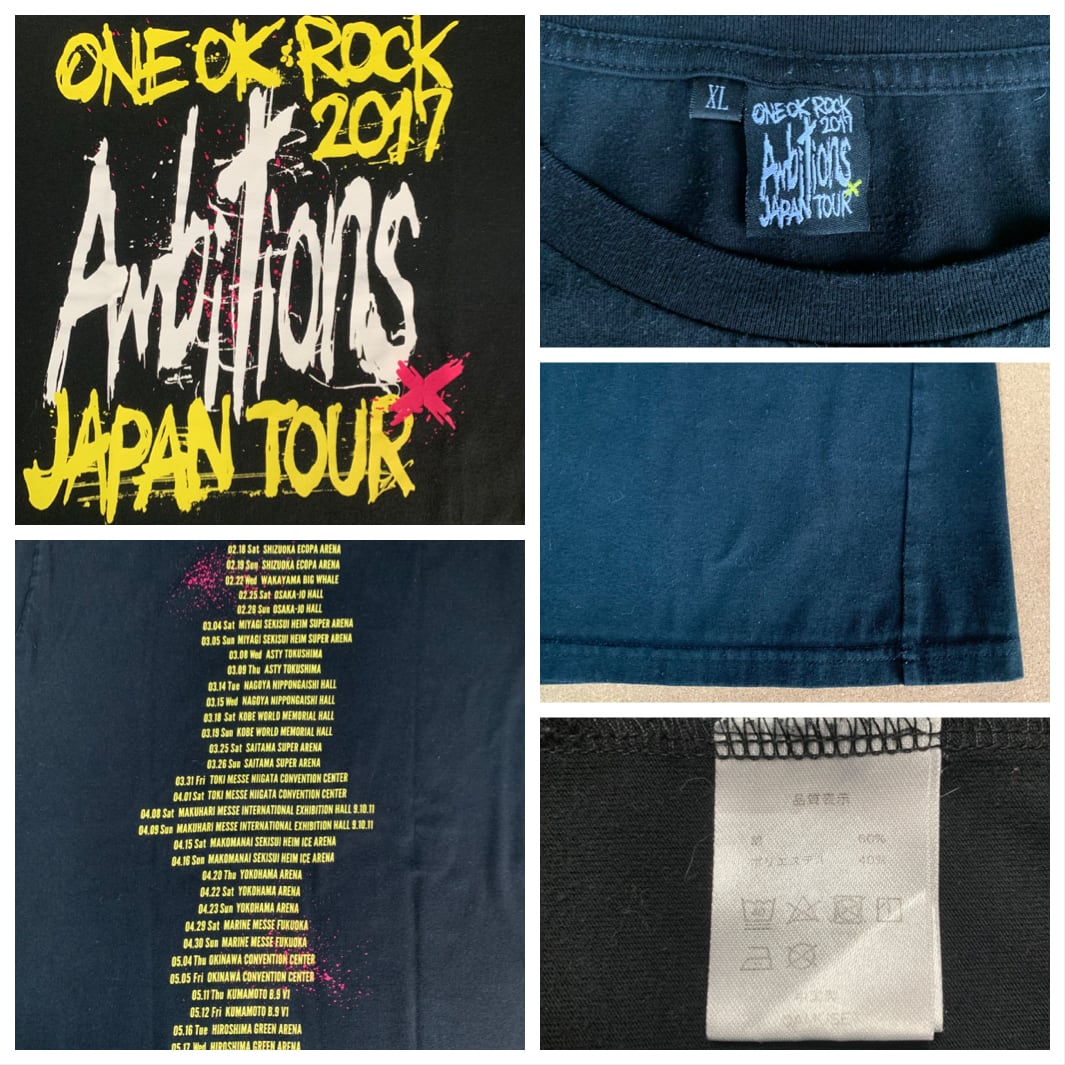 ONE OK ROCK
2017
Ambitions
JAPAN TOUR
X
02.18 Sat SHIZUOKA ECOPA ARENA
02.19 Sun SHIZUOKA ECOPA ARENA
02.22 Wed WAKAYAMA BIG WHALE
02.25 Sat OSAKA-JO HALL
02.26 Sun OSAKA-JO HALL
03.04 Sat MIYAGI SEKISUI HEIM SUPER ARENA
03.05 Sun MIYAGI SEKISUI HEIM SUPER ARENA
03.08 Wed ASTY TOKUSHIMA
03.09 Thu ASTY TOKUSHIMA
03.14 Tue NAGOYA NIPPONGAISHI HALL
03.15 Wed NAGOYA NIPPONGAISHI HALL
03.18 Sat KOBE WORLD MEMORIAL HALL
03.19 Sun KOBE WORLD MEMORIAL HALL
03.25 Sat SAITAMA SUPER ARENA
03.26 Sun SAITAMA SUPER ARENA
03.31 Fri TOKI MESSE NIIGATA CONVENTION CENTER
04.01 Sat TOKI MESSE NIIGATA CONVENTION CENTER
04.08 Sat MAKUHARI MESSE INTERNATIONAL EXHIBITION HALL 9.10.11
04.09 Sun MAKUHARI MESSE INTERNATIONAL EXHIBITION HALL 9.10.11
04.15 Sat MAKOMANAI SEKISUI HEIM ICE ARENA
04.16 Sun MAKOMANAI SEKISUI HEIM ICE ARENA
04.20 Thu YOKOHAMA ARENA
04.22 Sat YOKOHAMA ARENA
04.23 Sun YOKOHAMA ARENA
04.29 Sat MARINE MESSE FUKUOKA
04.30 Sun MARINE MESSE FUKUOKA
05.04 Thu OKINAWA CONVENTION CENTER
05.05 Fri OKINAWA CONVENTION CENTER
05.11 Thu KUMAMOTO B.9 V1
05.12 Fri KUMAMOTO B.9 V1
05.16 Tue HIROSHIMA GREEN ARENA
05.17 Wed HIROSHIMA GREEN ARENA
XL
ONE OK ROCK
2017
Ambitions
JAPAN TOUR
X
品質表示
綿 60%
ポリエステル 40%
中国製